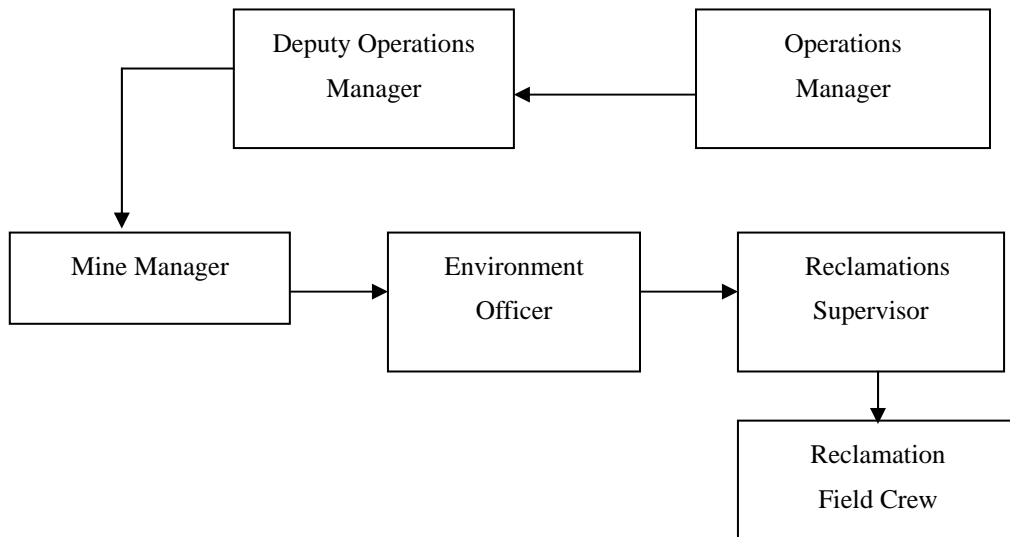 Deputy Operations
Manager
Operations
Manager
Mine Manager
Environment
Officer
Reclamations
Supervisor
Reclamation
Field Crew